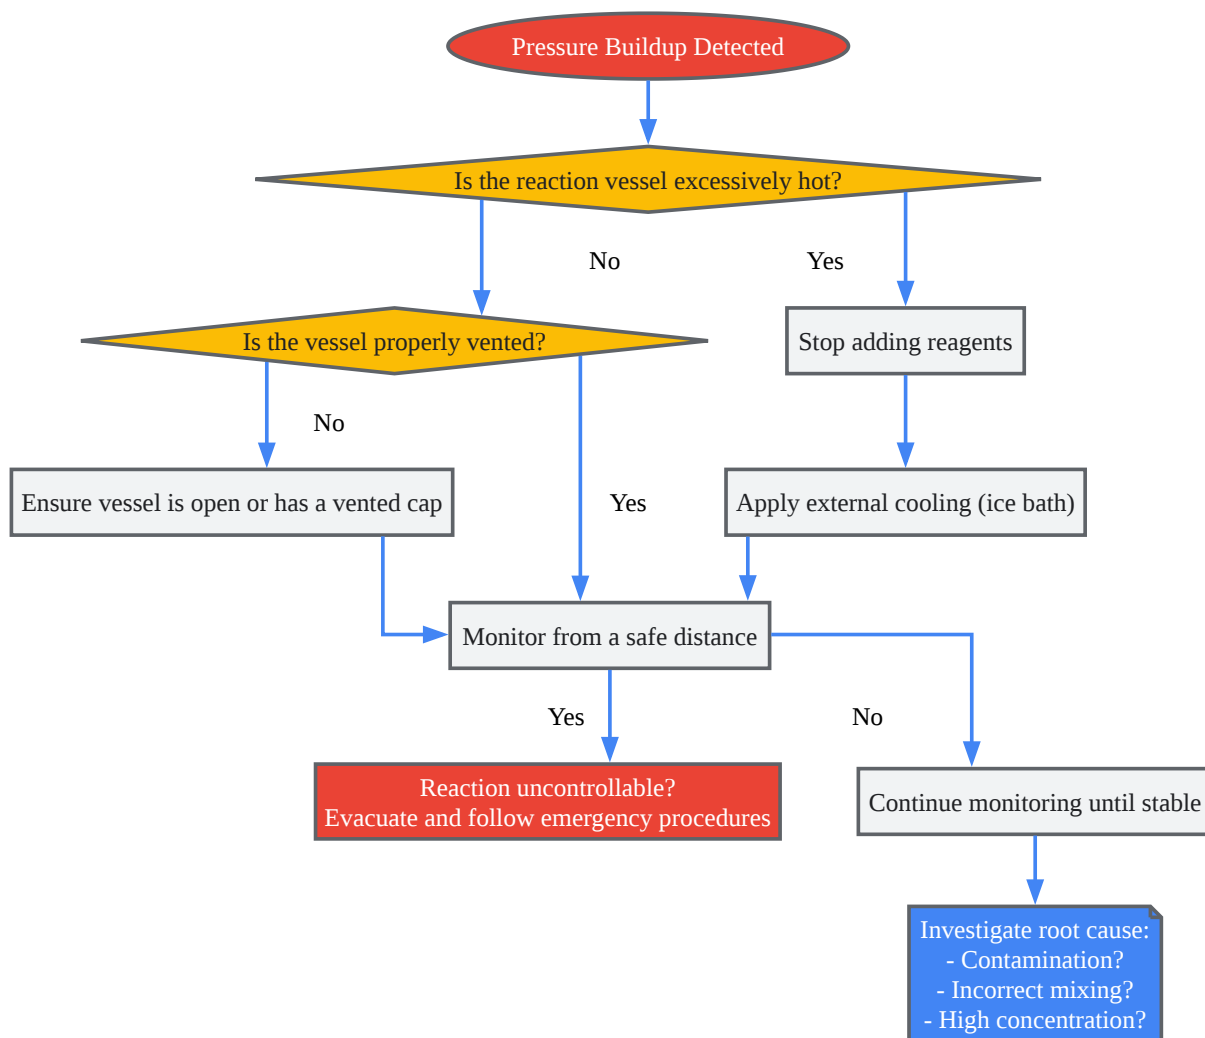 Pressure Buildup Detected
Is the reaction vessel excessively hot?
No
Yes
Is the vessel properly vented?
Stop adding reagents
No
Ensure vessel is open or has a vented cap
Yes
Apply external cooling (ice bath)
Monitor from a safe distance
Yes
No
Reaction uncontrollable?
Evacuate and follow emergency procedures
Continue monitoring until stable
Investigate root cause:
- Contamination?
- Incorrect mixing?
- High concentration?